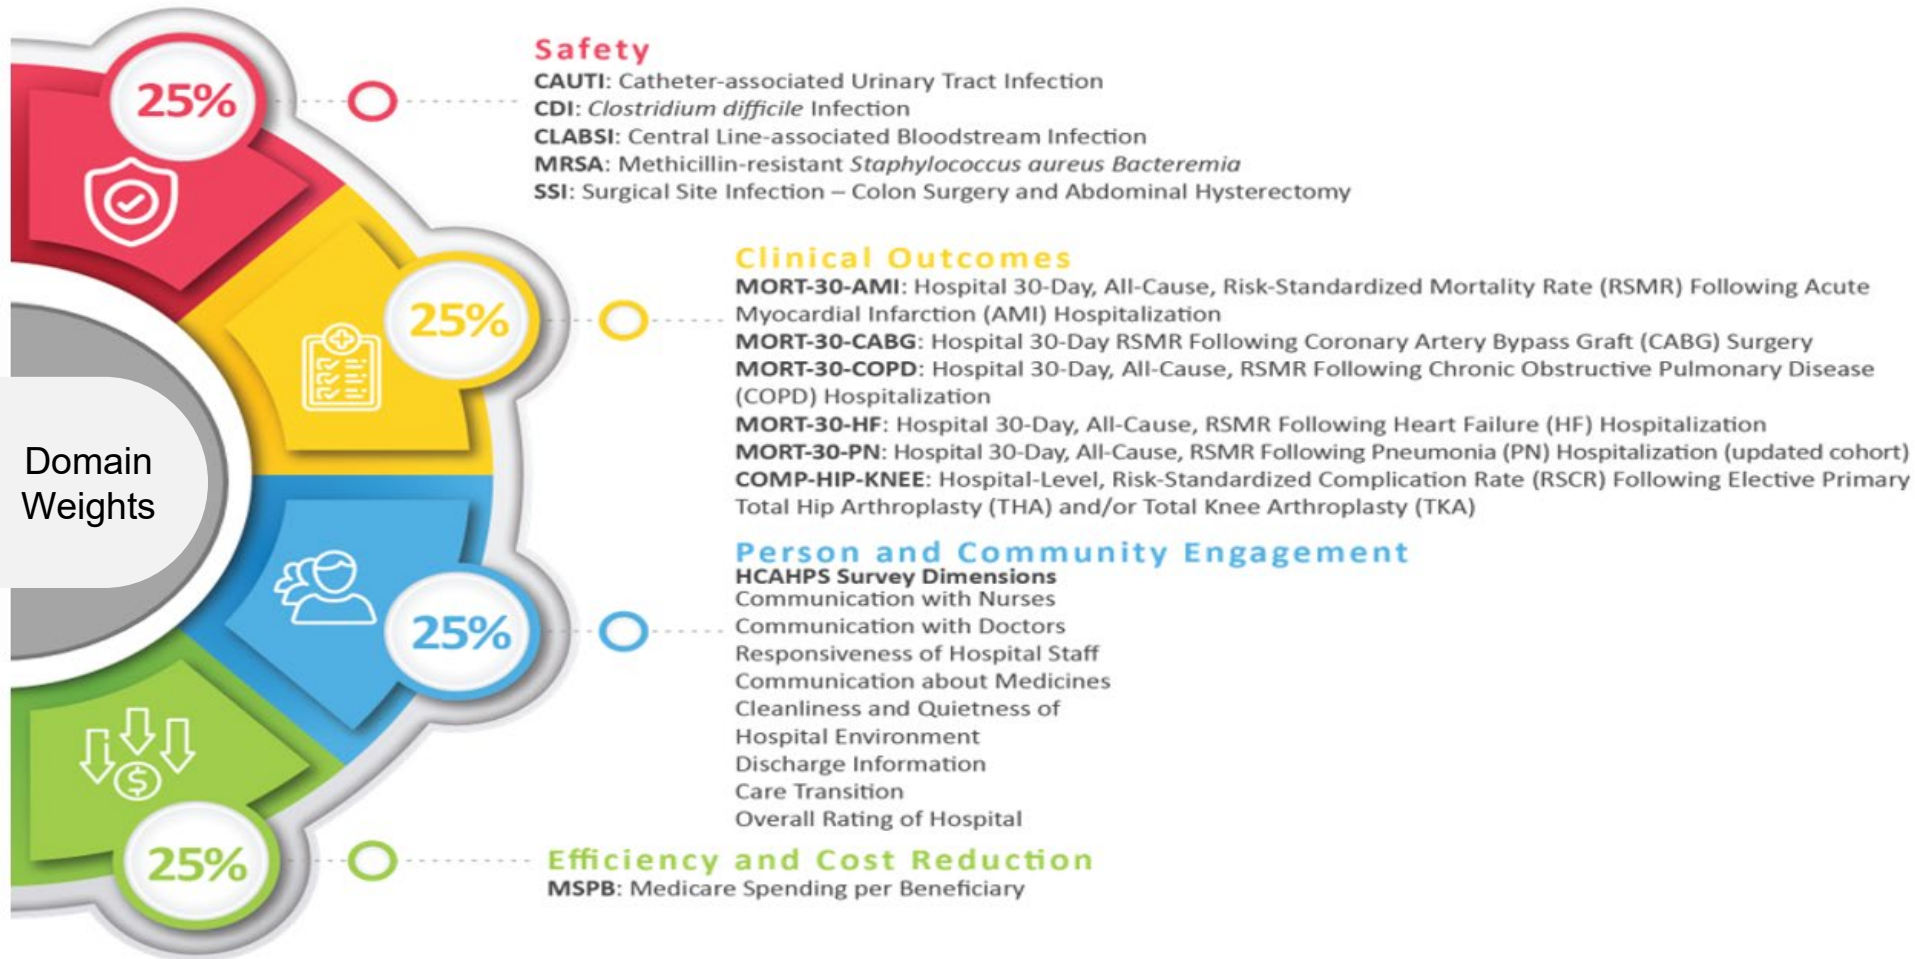 25%
Safety
CAUTI: Catheter-associated Urinary Tract Infection
CDI: Clostridium difficile Infection
CLABSI: Central Line-associated Bloodstream Infection
MRSA: Methicillin-resistant Staphylococcus aureus Bacteremia
SSI: Surgical Site Infection – Colon Surgery and Abdominal Hysterectomy
25%
Clinical Outcomes
MORT-30-AMI: Hospital 30-Day, All-Cause, Risk-Standardized Mortality Rate (RSMR) Following Acute
Myocardial Infarction (AMI) Hospitalization
MORT-30-CABG: Hospital 30-Day RSMR Following Coronary Artery Bypass Graft (CABG) Surgery
MORT-30-COPD: Hospital 30-Day, All-Cause, RSMR Following Chronic Obstructive Pulmonary Disease
(COPD) Hospitalization
MORT-30-HF: Hospital 30-Day, All-Cause, RSMR Following Heart Failure (HF) Hospitalization
MORT-30-PN: Hospital 30-Day, All-Cause, RSMR Following Pneumonia (PN) Hospitalization (updated cohort)
COMP-HIP-KNEE: Hospital-Level, Risk-Standardized Complication Rate (RSCR) Following Elective Primary
Total Hip Arthroplasty (THA) and/or Total Knee Arthroplasty (TKA)
Domain
Weights
25%
Person and Community Engagement
HCAHPS Survey Dimensions
Communication with Nurses
Communication with Doctors
Responsiveness of Hospital Staff
Communication about Medicines
Cleanliness and Quietness of
Hospital Environment
Discharge Information
Care Transition
Overall Rating of Hospital
$
25%
Efficiency and Cost Reduction
MSPB: Medicare Spending per Beneficiary